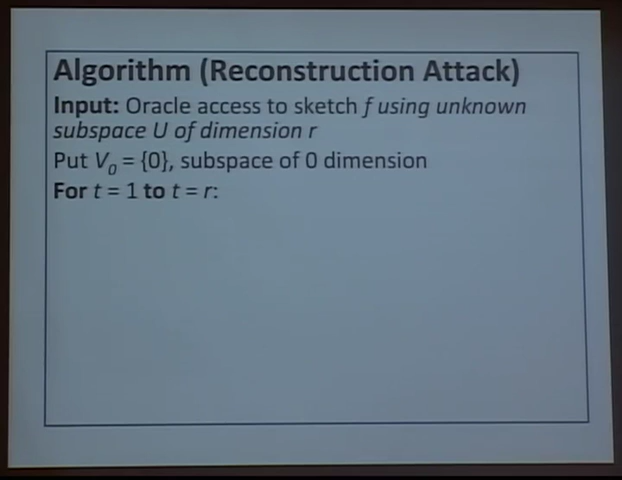 Algorithm (Reconstruction Attack)
Input: Oracle access to sketch f using unknown
subspace U of dimension r
Put V₀ = {0}, subspace of 0 dimension
For t = 1 to t = r: